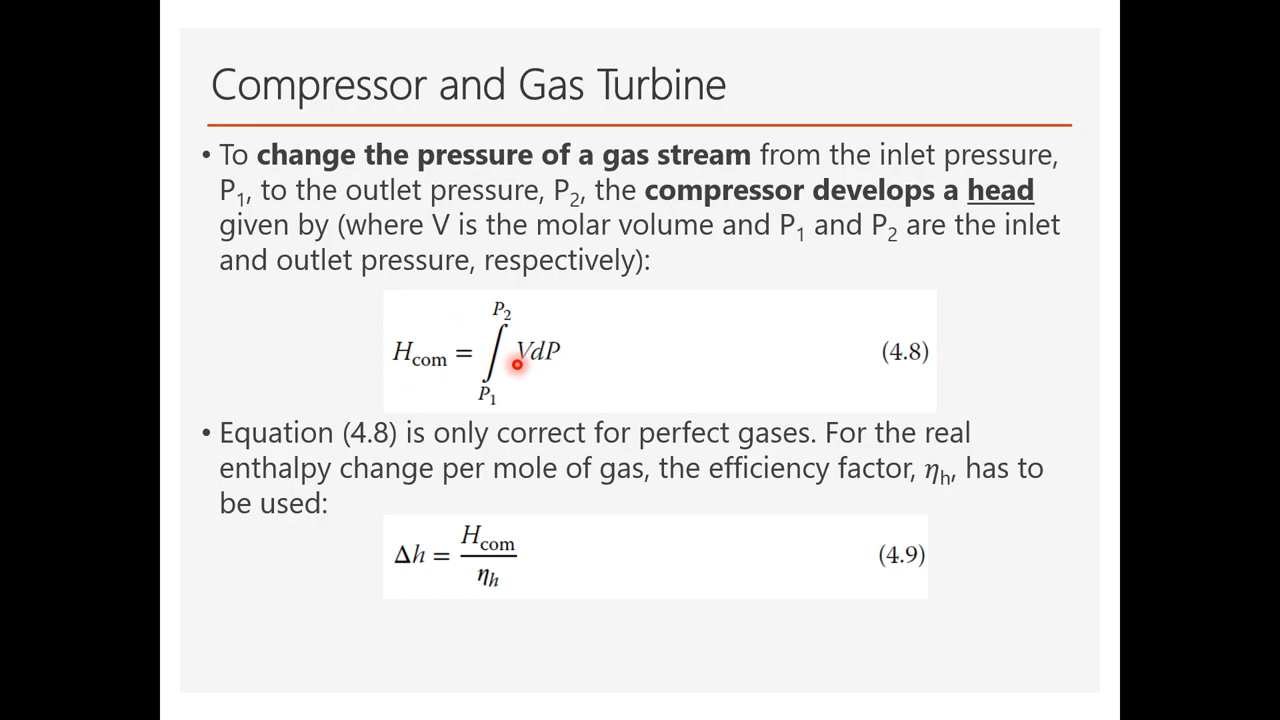 Compressor and Gas Turbine
• To change the pressure of a gas stream from the inlet pressure,
P₁, to the outlet pressure, P₂, the compressor develops a head
given by (where V is the molar volume and P₁ and P₂ are the inlet
and outlet pressure, respectively):
P₂
H_com = ∫ VdP (4.8)
P₁
• Equation (4.8) is only correct for perfect gases. For the real
enthalpy change per mole of gas, the efficiency factor, ηₕ, has to
be used:
Δh = H_com / ηₕ (4.9)